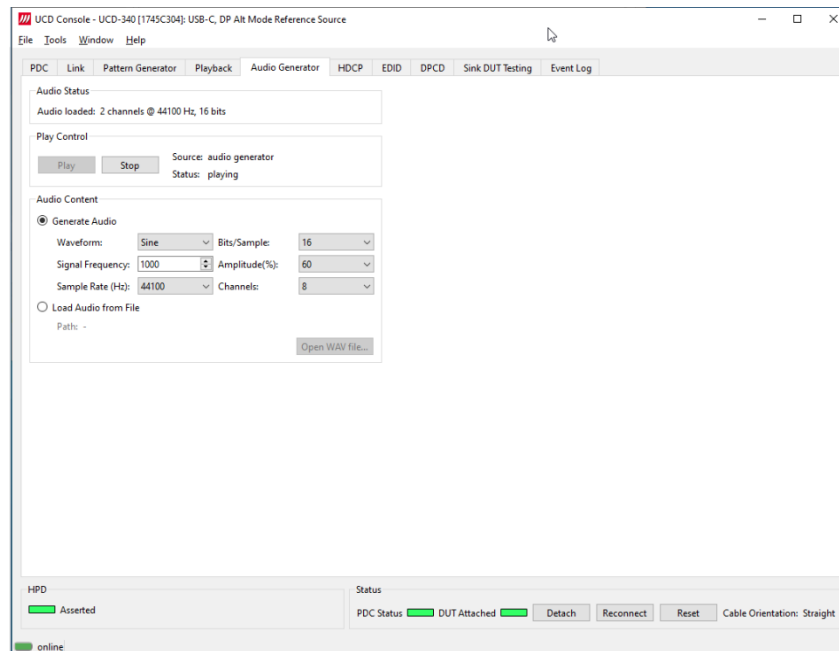 UCD Console - UCD-340 [1745C304]: USB-C, DP Alt Mode Reference Source
File Tools Window Help
PDC Link Pattern Generator Playback Audio Generator HDCP EDID DPCD Sink DUT Testing Event Log
Audio Status
Audio loaded: 2 channels @ 44100 Hz, 16 bits
Play Control
Play Stop Source: audio generator
Status: playing
Audio Content
Generate Audio
Waveform: Sine Bits/Sample: 16
Signal Frequency: 1000 Amplitude(%): 60
Sample Rate (Hz): 44100 Channels: 8
Load Audio from File
Path: -
Open WAV file...
HPD
Asserted
Status
PDC Status DUT Attached Detach Reconnect Reset Cable Orientation: Straight
online